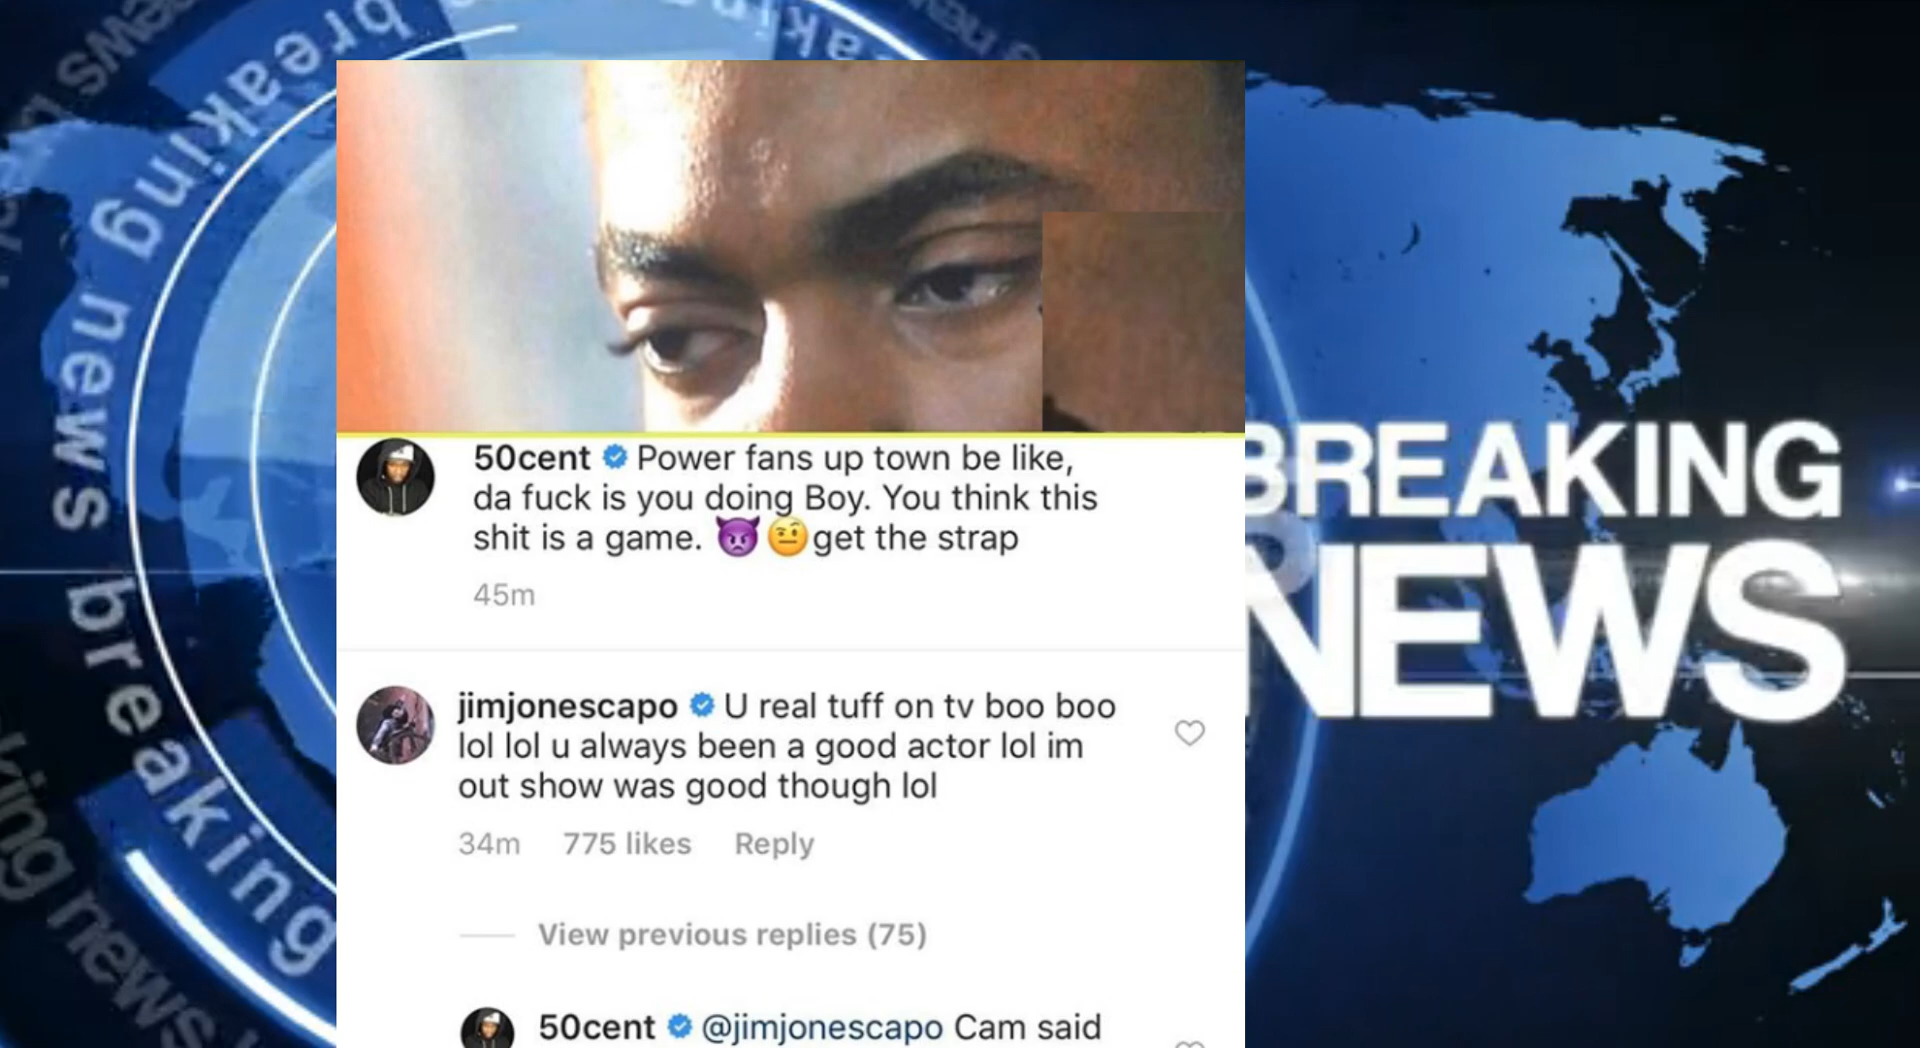 breaking
breaking news
breaking
news
50cent Power fans up town be like,
da fuck is you doing Boy. You think this
shit is a game. 👿🤨get the strap
45m
jimjonescapo U real tuff on tv boo boo
lol lol u always been a good actor lol im
out show was good though lol
34m 775 likes Reply
View previous replies (75)
50cent @jimjonescapo Cam said
BREAKING
NEWS